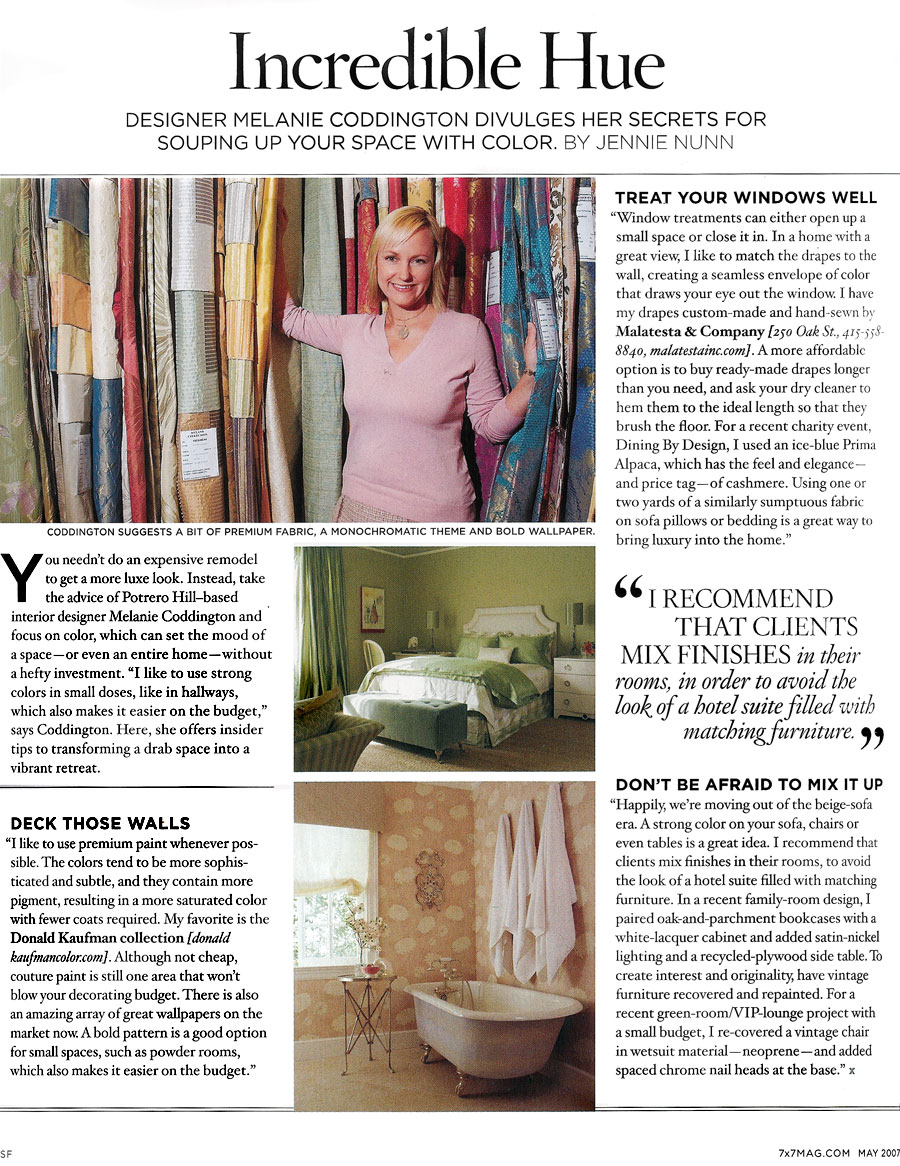 Incredible Hue
DESIGNER MELANIE CODDINGTON DIVULGES HER SECRETS FOR
SOUPING UP YOUR SPACE WITH COLOR. BY JENNIE NUNN
CODDINGTON SUGGESTS A BIT OF PREMIUM FABRIC, A MONOCHROMATIC THEME AND BOLD WALLPAPER.
You needn't do an expensive remodel
to get a more luxe look. Instead, take
the advice of Potrero Hill–based
interior designer Melanie Coddington and
focus on color, which can set the mood of
a space—or even an entire home—without
a hefty investment. “I like to use strong
colors in small doses, like in hallways,
which also makes it easier on the budget,”
says Coddington. Here, she offers insider
tips to transforming a drab space into a
vibrant retreat.
DECK THOSE WALLS
“I like to use premium paint whenever pos-
sible. The colors tend to be more sophis-
ticated and subtle, and they contain more
pigment, resulting in a more saturated color
with fewer coats required. My favorite is the
Donald Kaufman collection [donald
kaufmancolor.com]. Although not cheap,
couture paint is still one area that won't
blow your decorating budget. There is also
an amazing array of great wallpapers on the
market now. A bold pattern is a good option
for small spaces, such as powder rooms,
which also makes it easier on the budget.”
TREAT YOUR WINDOWS WELL
“Window treatments can either open up a
small space or close it in. In a home with a
great view, I like to match the drapes to the
wall, creating a seamless envelope of color
that draws your eye out the window. I have
my drapes custom-made and hand-sewn by
Malatesta & Company [250 Oak St., 415-558-
8840, malatestainc.com]. A more affordable
option is to buy ready-made drapes longer
than you need, and ask your dry cleaner to
hem them to the ideal length so that they
brush the floor. For a recent charity event,
Dining By Design, I used an ice-blue Prima
Alpaca, which has the feel and elegance—
and price tag—of cashmere. Using one or
two yards of a similarly sumptuous fabric
on sofa pillows or bedding is a great way to
bring luxury into the home.”
“I RECOMMEND
THAT CLIENTS
MIX FINISHES in their
rooms, in order to avoid the
look of a hotel suite filled with
matching furniture.”
DON'T BE AFRAID TO MIX IT UP
“Happily, we're moving out of the beige-sofa
era. A strong color on your sofa, chairs or
even tables is a great idea. I recommend that
clients mix finishes in their rooms, to avoid
the look of a hotel suite filled with matching
furniture. In a recent family-room design, I
paired oak-and-parchment bookcases with a
white-lacquer cabinet and added satin-nickel
lighting and a recycled-plywood side table. To
create interest and originality, have vintage
furniture recovered and repainted. For a
recent green-room/VIP-lounge project with
a small budget, I re-covered a vintage chair
in wetsuit material—neoprene—and added
spaced chrome nail heads at the base.” x
SF
7x7MAG.COM MAY 2007